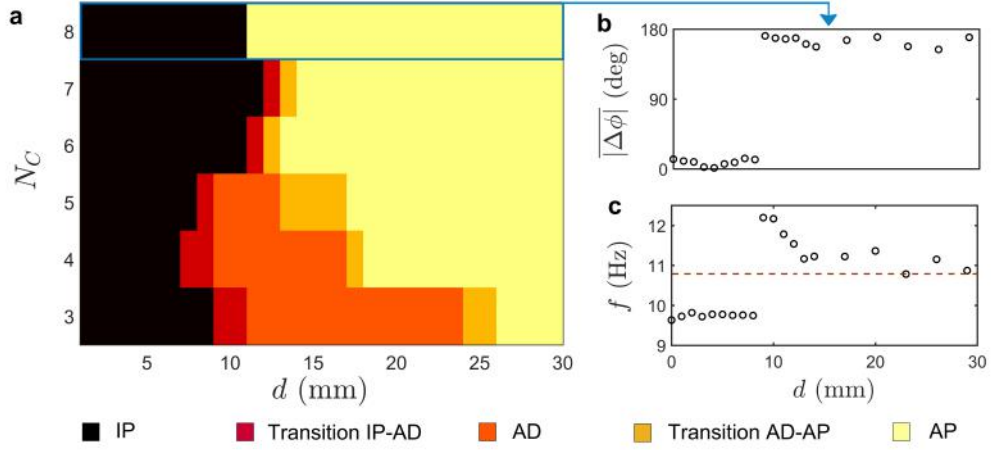 a
8
7
6
5
4
3
N_C
5
10
15
20
25
30
d (mm)
b
180
90
0
|Δϕ| (deg)
c
12
11
10
9
f (Hz)
0
10
20
30
d (mm)
IP
Transition IP-AD
AD
Transition AD-AP
AP